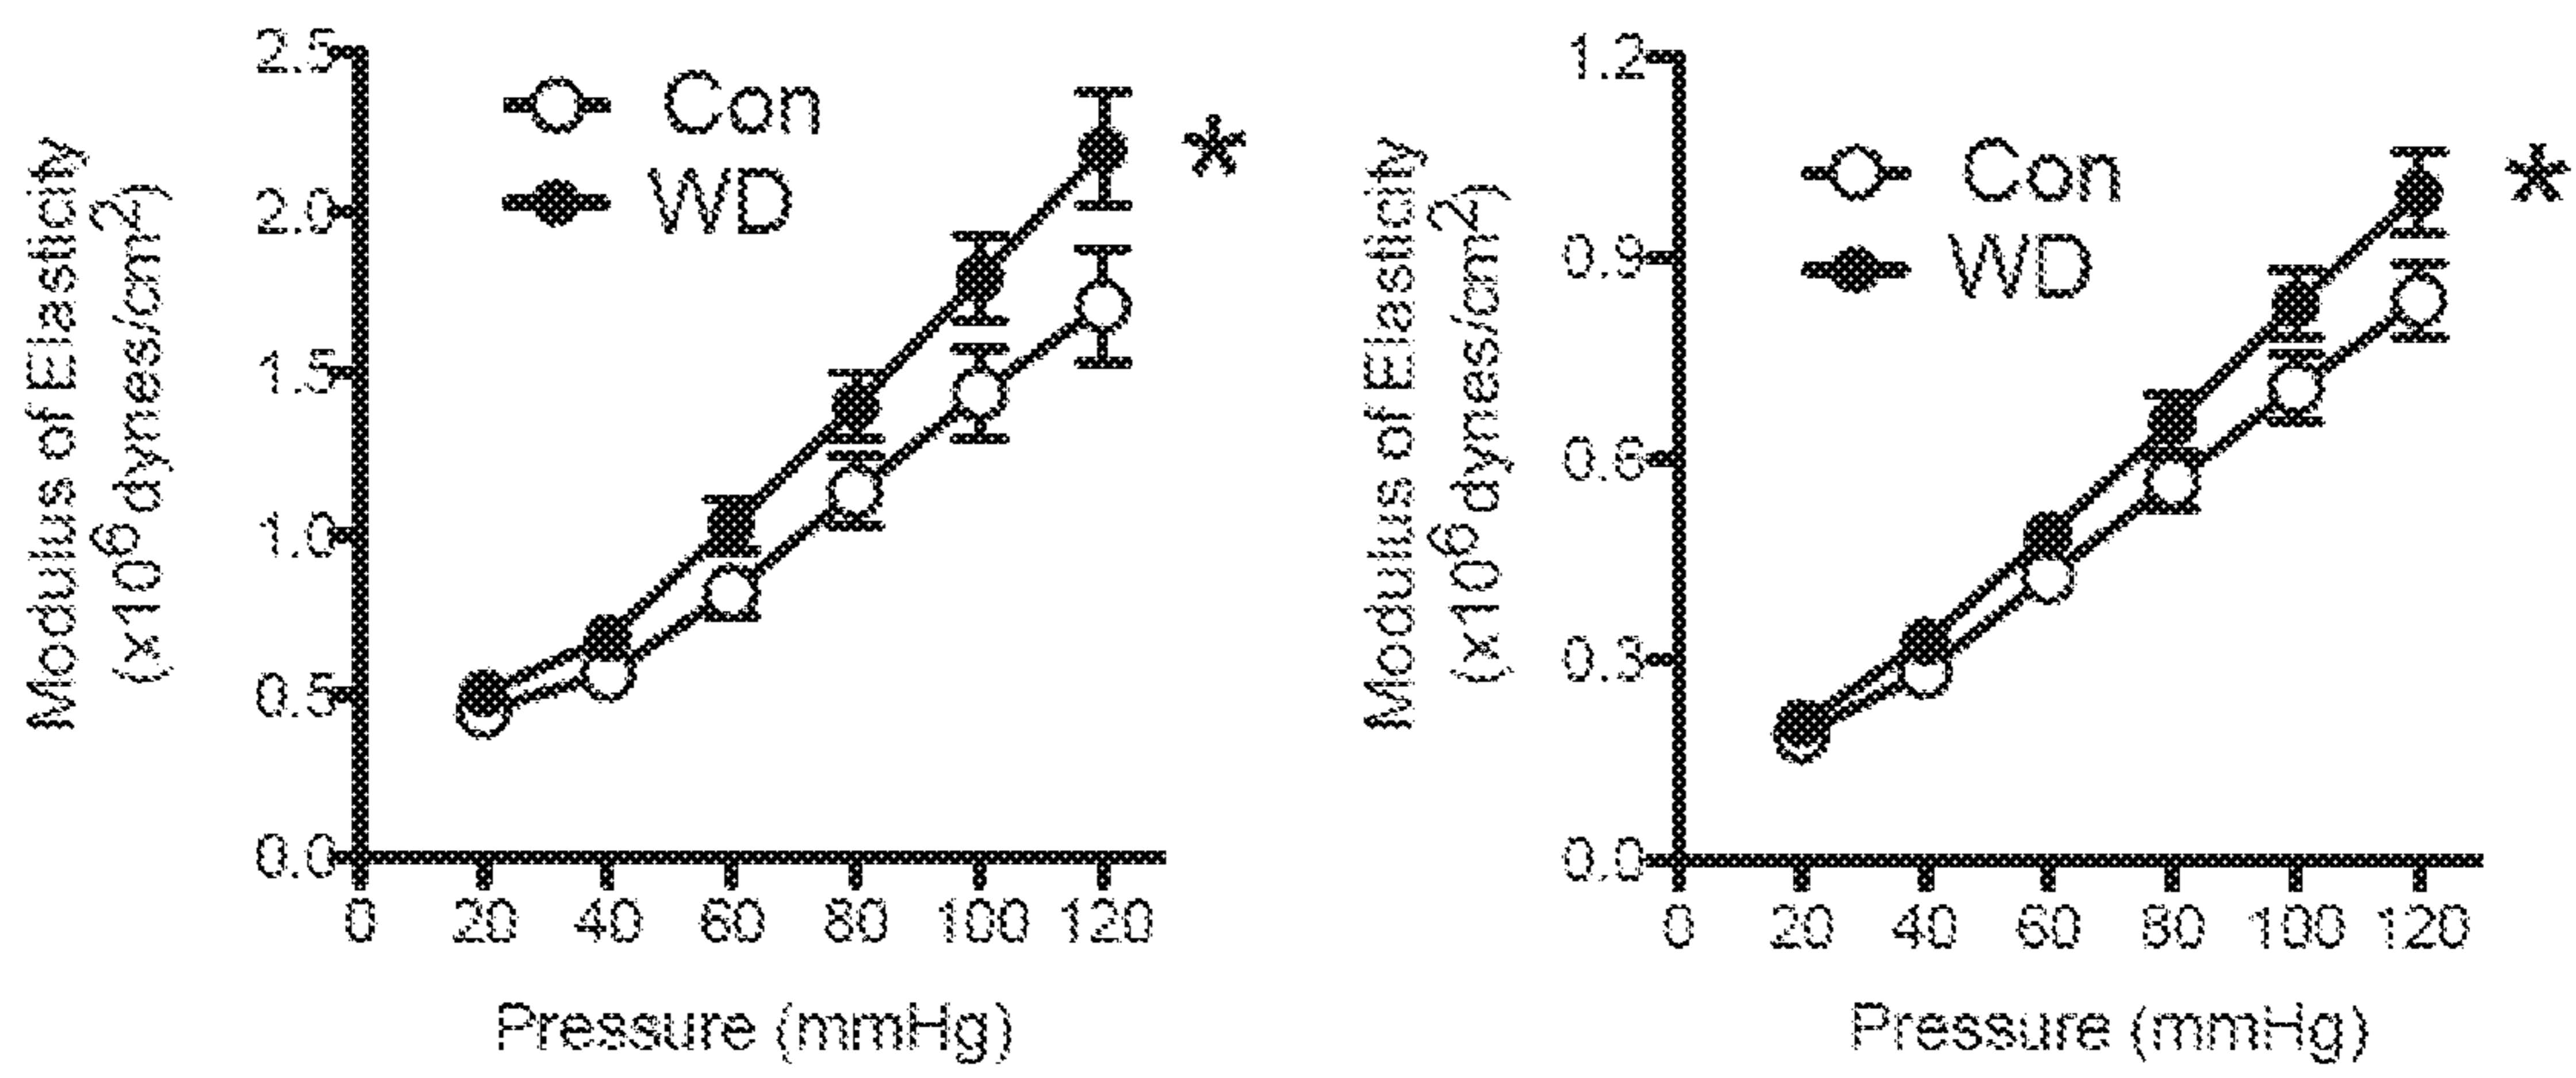 2.5
2.0
1.5
1.0
0.5
0.0
Modulus of Elasticity
(x10⁶ dynes/cm²)
Con
WD
*
0 20 40 60 80 100 120
Pressure (mmHg)
1.2
0.9
0.6
0.3
0.0
Modulus of Elasticity
(x10⁶ dynes/cm²)
Con
WD
*
0 20 40 60 80 100 120
Pressure (mmHg)